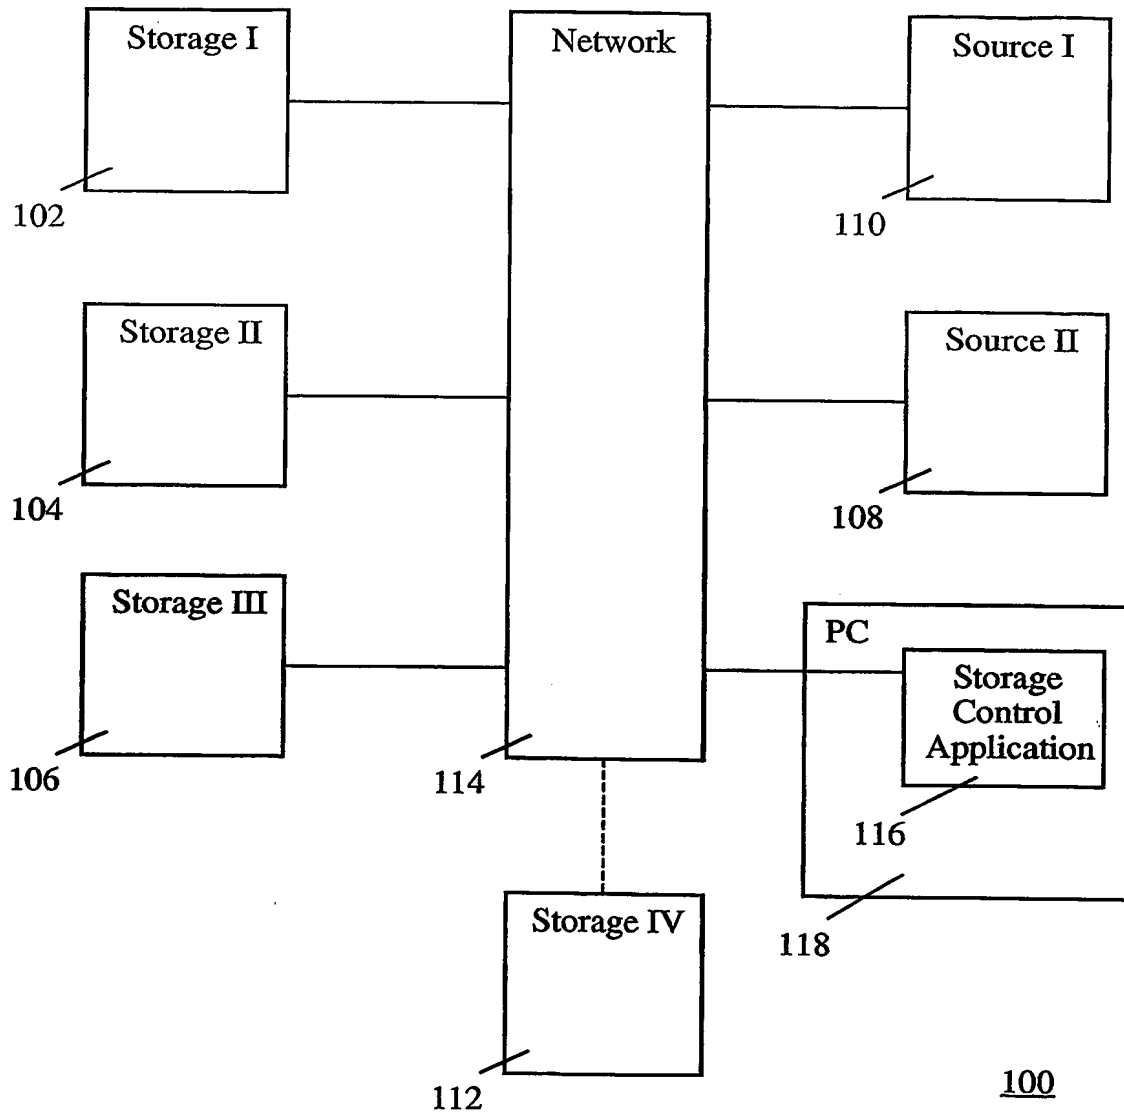 Storage I
Network
Source I
102
110
Storage II
Source II
104
108
Storage III
PC
Storage
Control
Application
106
114
116
Storage IV
118
112
100